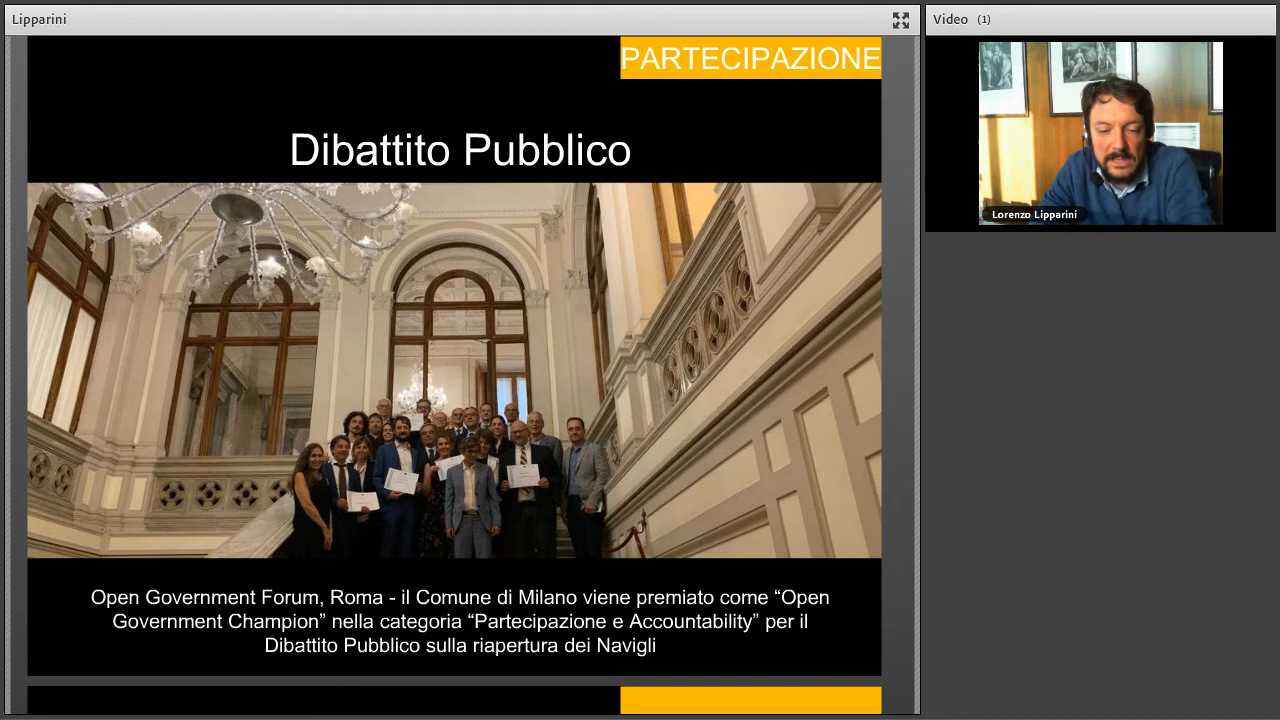 Lipparini
Video (1)
PARTECIPAZIONE
Dibattito Pubblico
Lorenzo Lipparini
Open Government Forum, Roma - il Comune di Milano viene premiato come “Open
Government Champion” nella categoria “Partecipazione e Accountability” per il
Dibattito Pubblico sulla riapertura dei Navigli